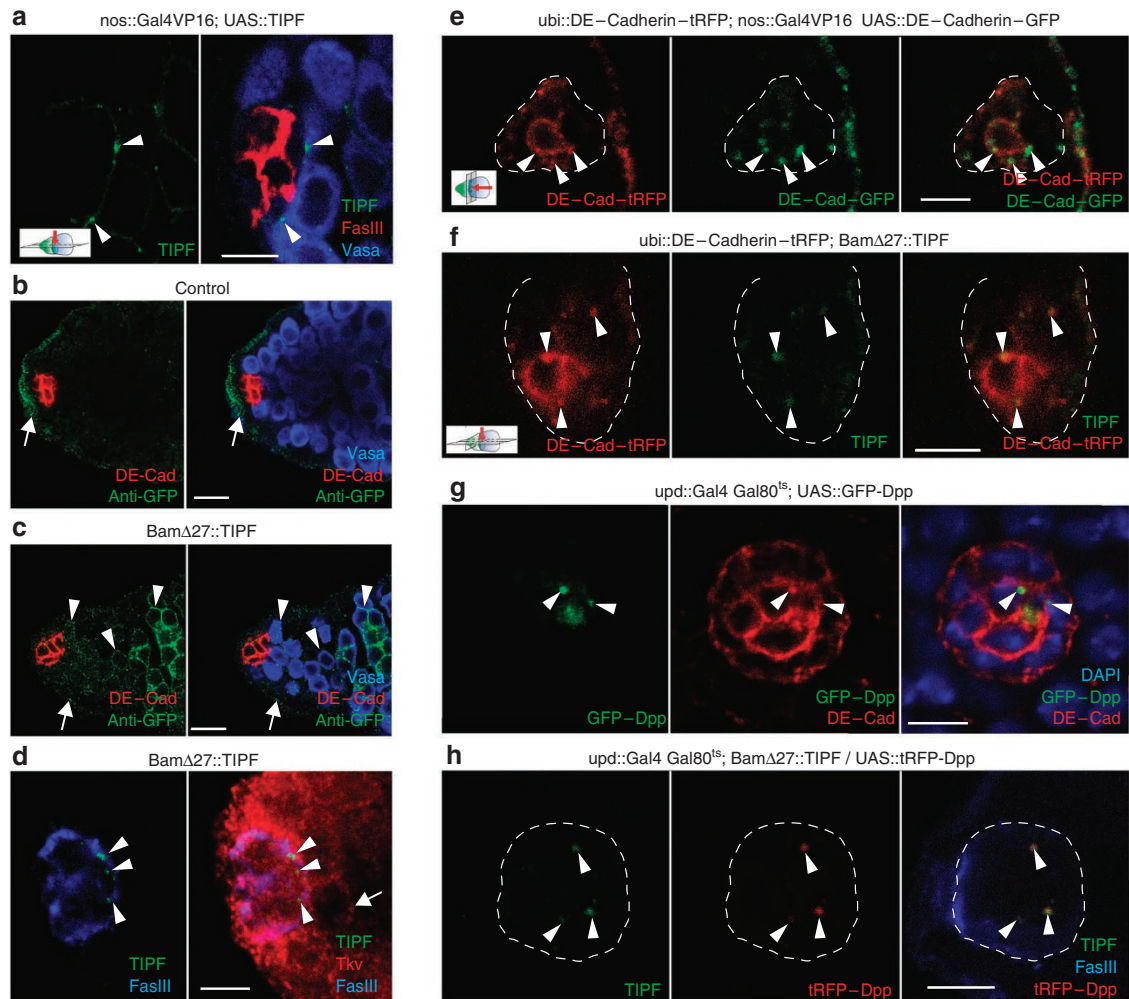 a
nos::Gal4VP16; UAS::TIPF
TIPF
TIPF
FasIII
Vasa
b
Control
DE-Cad
Anti-GFP
Vasa
DE-Cad
Anti-GFP
c
BamΔ27::TIPF
DE–Cad
Anti-GFP
Vasa
DE–Cad
Anti-GFP
d
BamΔ27::TIPF
TIPF
FasIII
TIPF
Tkv
FasIII
e
ubi::DE–Cadherin–tRFP; nos::Gal4VP16 UAS::DE–Cadherin–GFP
DE–Cad–tRFP
DE–Cad–GFP
DE–Cad–tRFP
DE–Cad–GFP
f
ubi::DE–Cadherin–tRFP; BamΔ27::TIPF
DE–Cad–tRFP
TIPF
TIPF
DE–Cad–tRFP
g
upd::Gal4 Gal80ts; UAS::GFP-Dpp
GFP–Dpp
GFP–Dpp
DE–Cad
DAPI
GFP–Dpp
DE–Cad
h
upd::Gal4 Gal80ts; BamΔ27::TIPF / UAS::tRFP-Dpp
TIPF
tRFP–Dpp
TIPF
FasIII
tRFP–Dpp